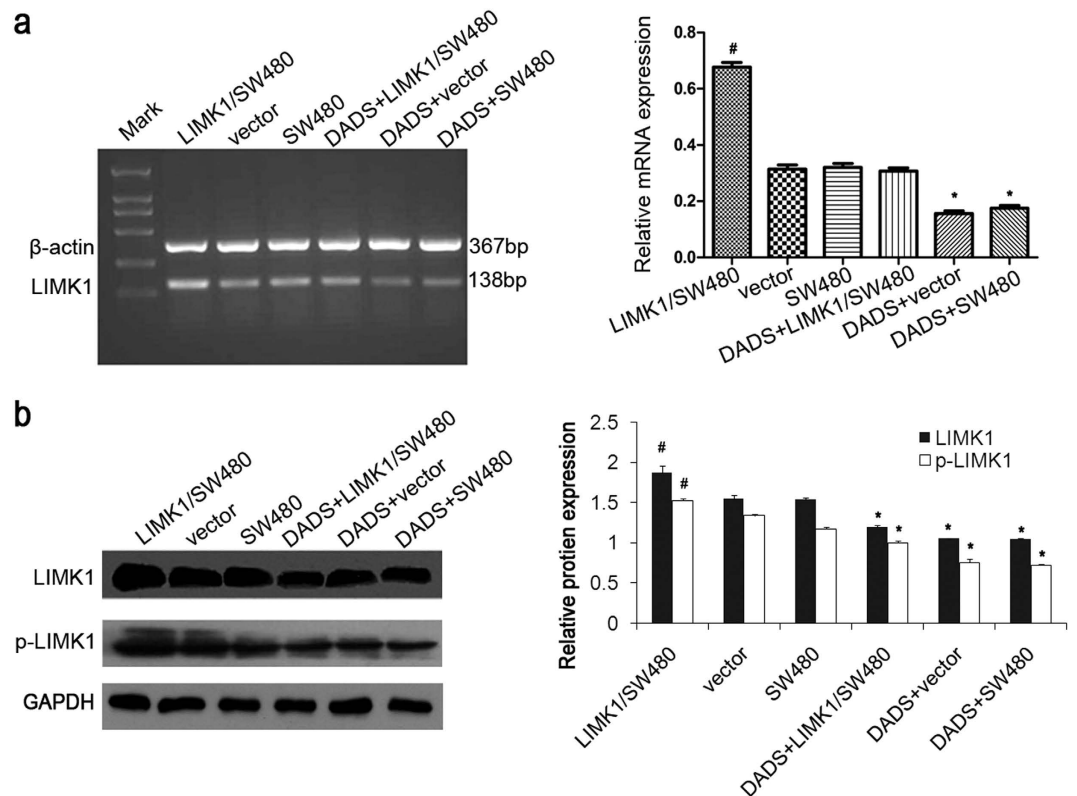 a
Mark
LIMK1/SW480
vector
SW480
DADS+LIMK1/SW480
DADS+vector
DADS+SW480
β-actin
367bp
LIMK1
138bp
Relative mRNA expression
0.8
0.6
0.4
0.2
0.0
#
*
*
LIMK1/SW480
vector
SW480
DADS+LIMK1/SW480
DADS+vector
DADS+SW480
b
LIMK1/SW480
vector
SW480
DADS+LIMK1/SW480
DADS+vector
DADS+SW480
LIMK1
p-LIMK1
GAPDH
Relative protien expression
2.5
2
1.5
1
0.5
0
LIMK1
p-LIMK1
#
#
*
*
*
*
*
*
LIMK1/SW480
vector
SW480
DADS+LIMK1/SW480
DADS+vector
DADS+SW480